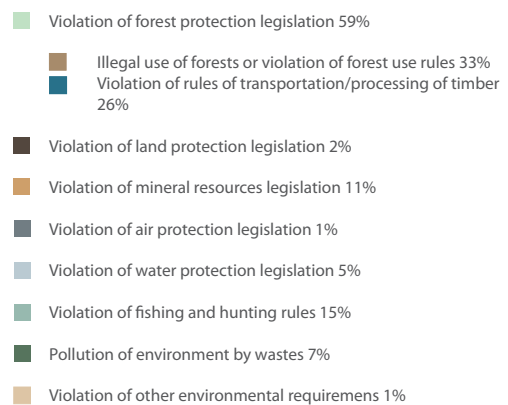 Violation of forest protection legislation 59%
Illegal use of forests or violation of forest use rules 33%
Violation of rules of transportation/processing of timber
26%
Violation of land protection legislation 2%
Violation of mineral resources legislation 11%
Violation of air protection legislation 1%
Violation of water protection legislation 5%
Violation of fishing and hunting rules 15%
Pollution of environment by wastes 7%
Violation of other environmental requiremens 1%